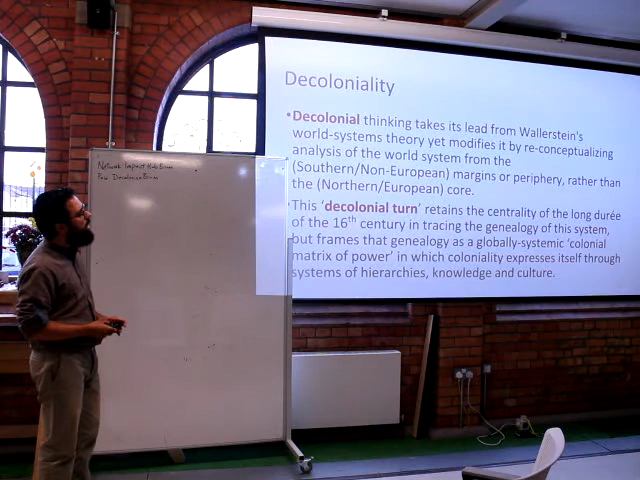 Network Impact
Decoloniality
•Decolonial thinking takes its lead from Wallerstein's
world-systems theory yet modifies it by re-conceptualizing
analysis of the world system from the
(Southern/Non-European) margins or periphery, rather than
the (Northern/European) core.
•This 'decolonial turn' retains the centrality of the long durée
of the 16th century in tracing the genealogy of this system,
but frames that genealogy as a globally-systemic 'colonial
matrix of power' in which coloniality expresses itself through
systems of hierarchies, knowledge and culture.